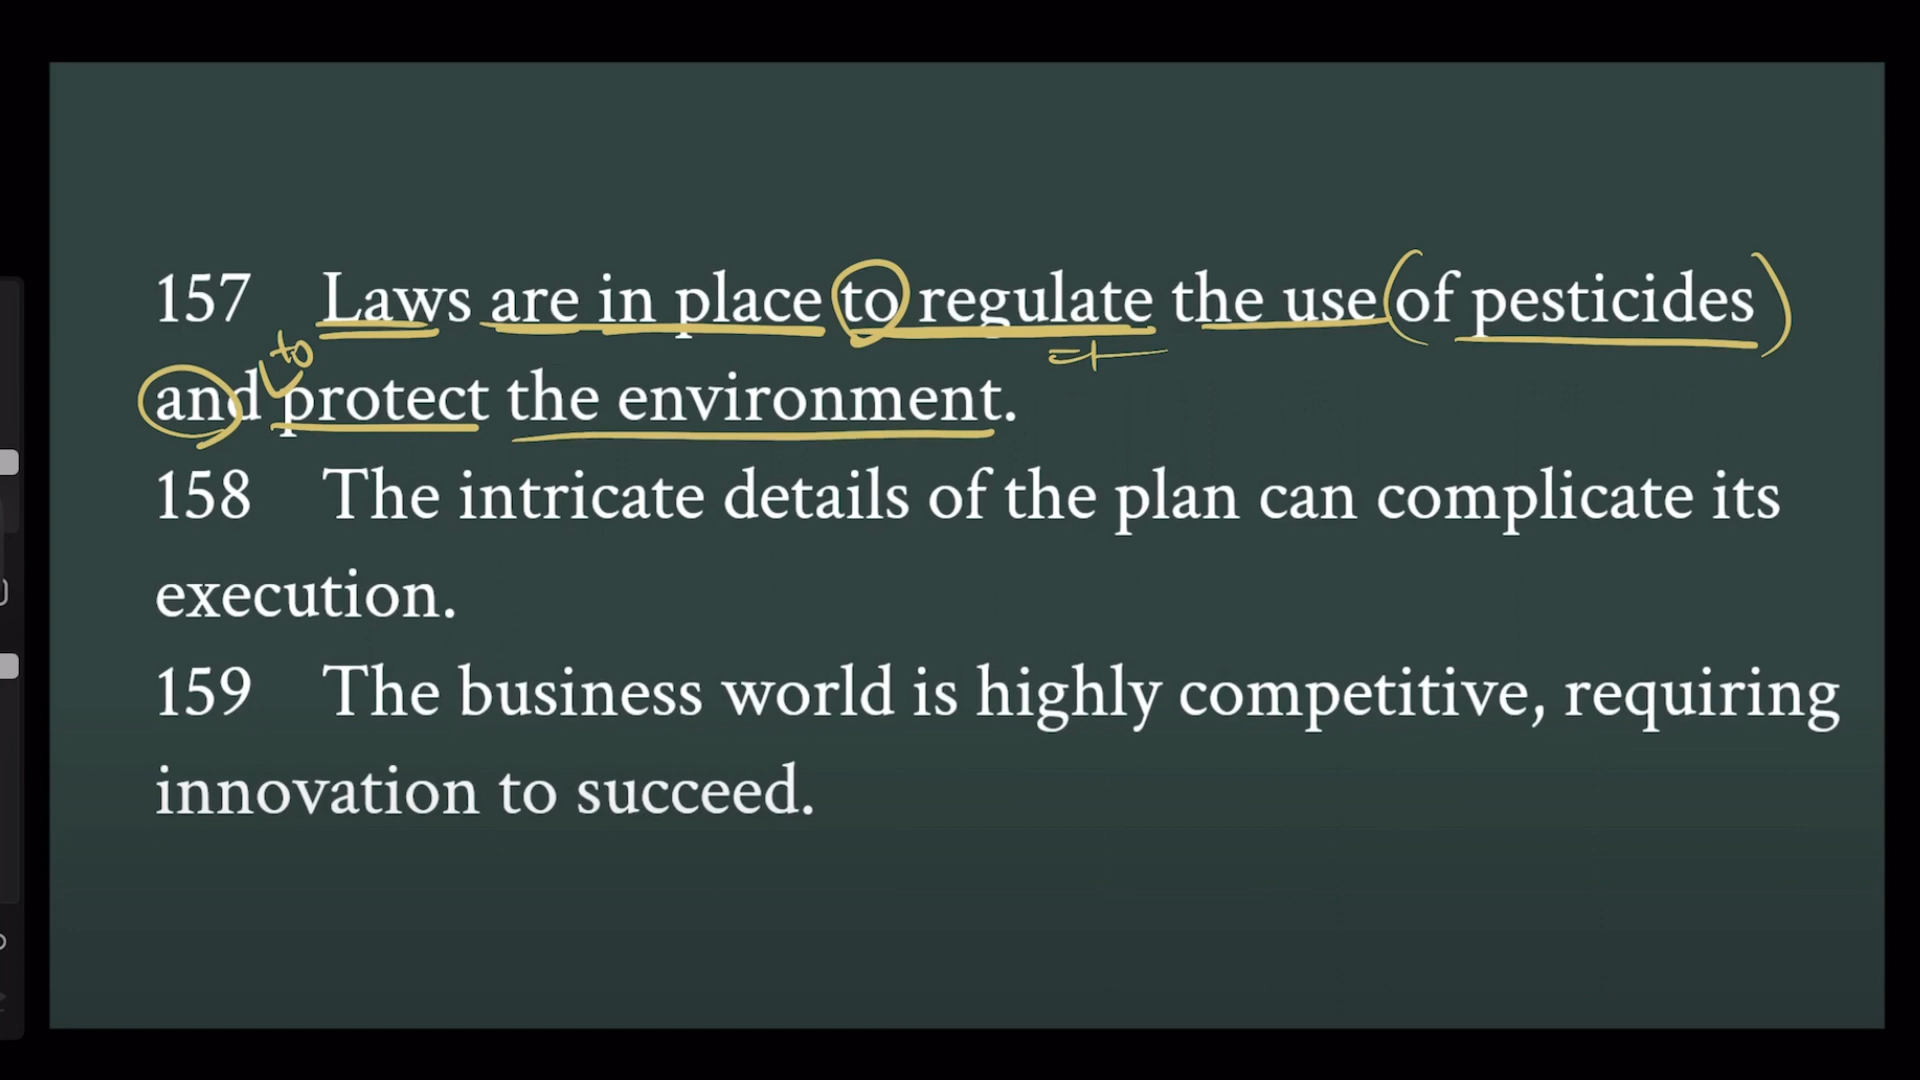 157 Laws are in place to regulate the use of pesticides
to
and protect the environment.
158 The intricate details of the plan can complicate its
execution.
159 The business world is highly competitive, requiring
innovation to succeed.